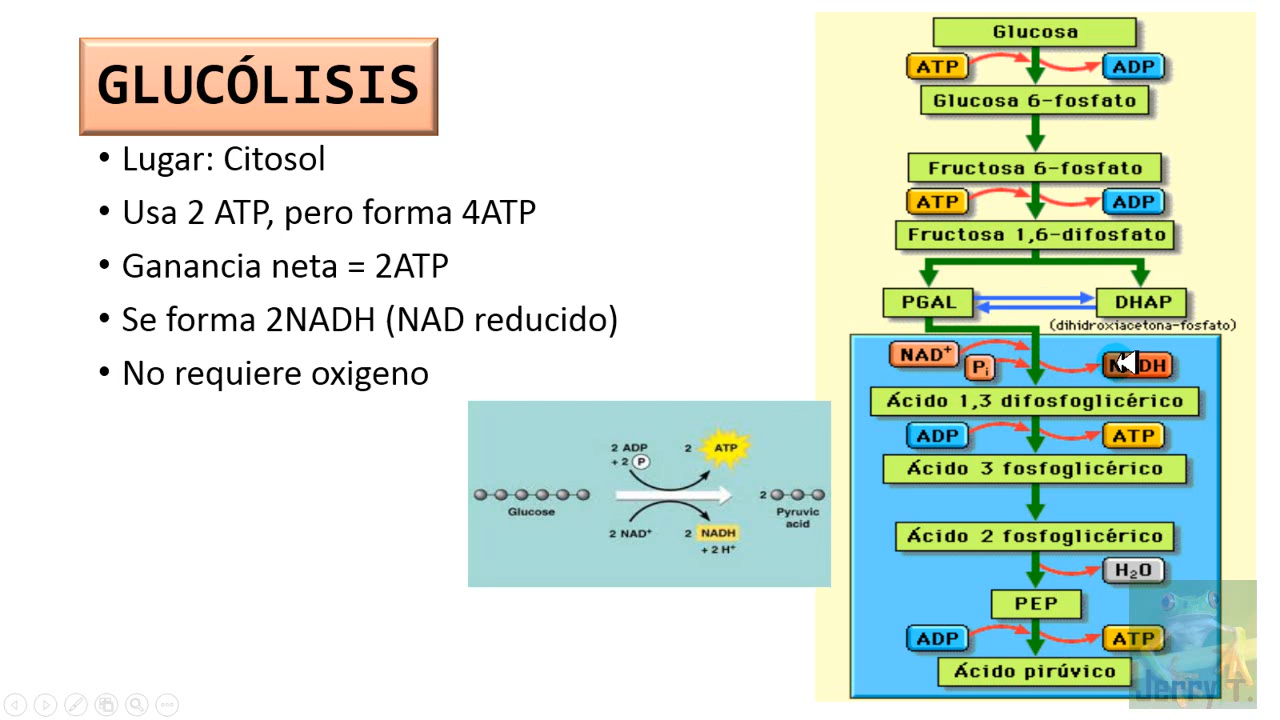 GLUCÓLISIS
• Lugar: Citosol
• Usa 2 ATP, pero forma 4ATP
• Ganancia neta = 2ATP
• Se forma 2NADH (NAD reducido)
• No requiere oxigeno
2 ADP
+ 2 P
2 ATP
Glucose
2 Pyruvic
acid
2 NAD⁺
2 NADH
+ 2 H⁺
Glucosa
ATP ADP
Glucosa 6-fosfato
Fructosa 6-fosfato
ATP ADP
Fructosa 1,6-difosfato
PGAL DHAP
(dihidroxiacetona-fosfato)
NAD⁺ Pᵢ NADH
Ácido 1,3 difosfoglicérico
ADP ATP
Ácido 3 fosfoglicérico
Ácido 2 fosfoglicérico
H₂O
PEP
ADP ATP
Ácido pirúvico
Jerry T.